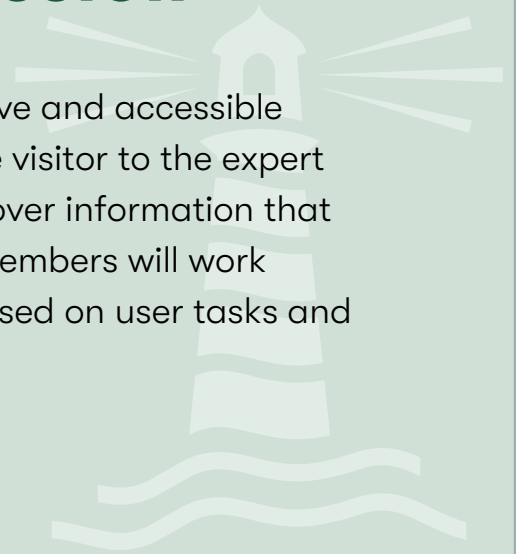 ve and accessible
visitor to the expert
over information that
embers will work
sed on user tasks and